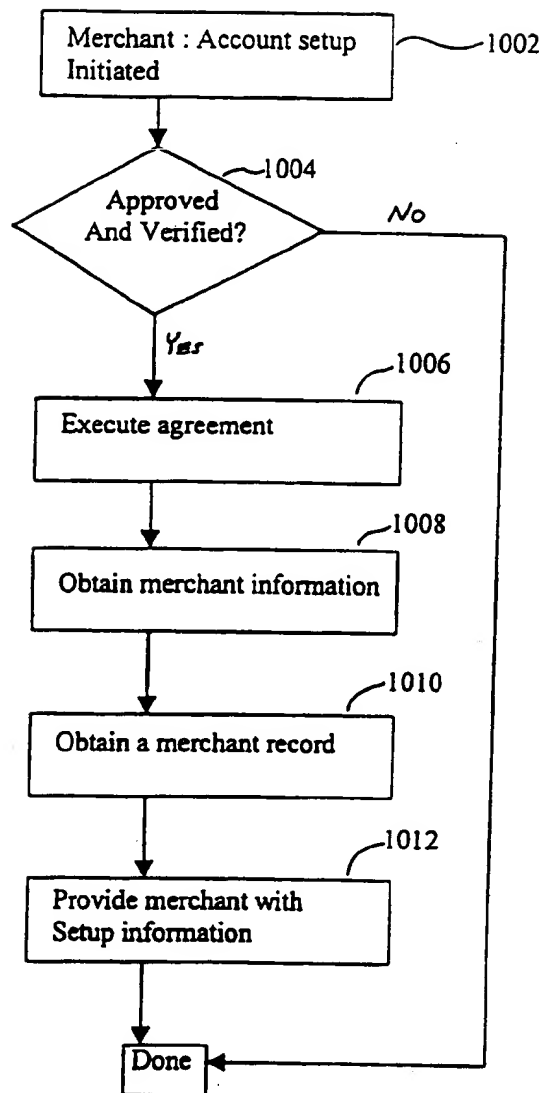 Merchant : Account setup
Initiated
1002
1004
Approved
And Verified?
No
Yes
1006
Execute agreement
1008
Obtain merchant information
1010
Obtain a merchant record
1012
Provide merchant with
Setup information
Done